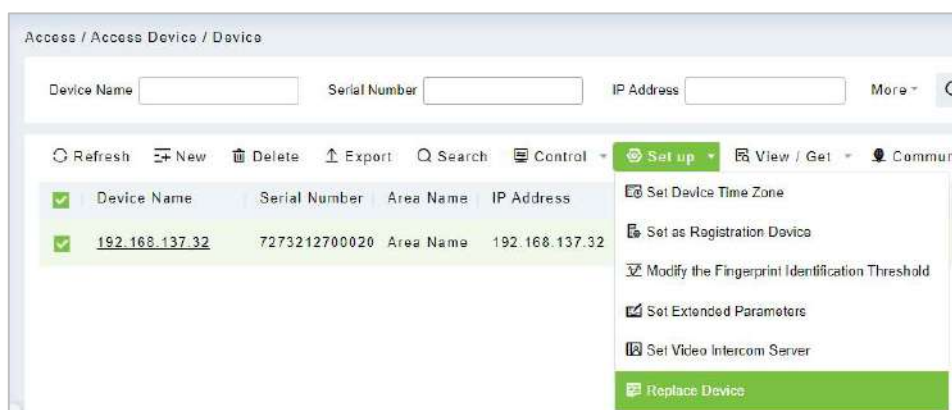 Access / Access Device / Device
Device Name Serial Number IP Address More
Refresh New Delete Export Search Control Set up View / Get Commun
Device Name Serial Number Area Name IP Address
192.168.137.32 7273212700020 Area Name 192.168.137.32
Set Device Time Zone
Set as Registration Device
Modify the Fingerprint Identification Threshold
Set Extended Parameters
Set Video Intercom Server
Replace Device